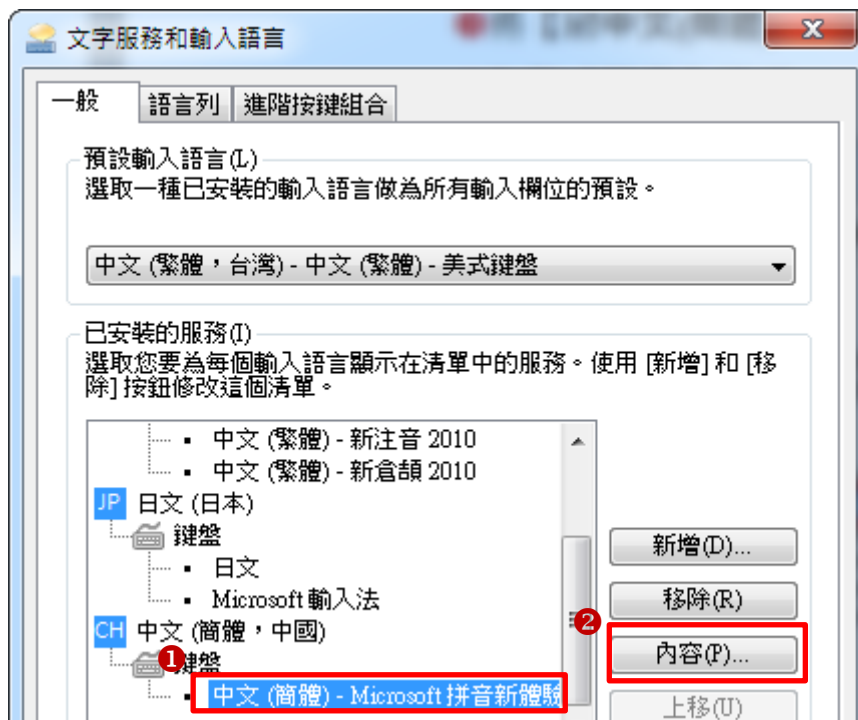 文字服務和輸入語言
一般
語言列
進階按鍵組合
預設輸入語言(L)
選取一種已安裝的輸入語言做為所有輸入欄位的預設。
中文 (繁體，台灣) - 中文 (繁體) - 美式鍵盤
已安裝的服務(I)
選取您要為每個輸入語言顯示在清單中的服務。使用 [新增] 和 [移
除] 按鈕修改這個清單。
中文 (繁體) - 新注音 2010
中文 (繁體) - 新倉頡 2010
JP 日文 (日本)
鍵盤
日文
Microsoft 輸入法
CH 中文 (簡體，中國)
1 鍵盤
中文 (簡體) - Microsoft 拼音新體驗
新增(D)...
移除(R)
2
內容(P)...
上移(U)